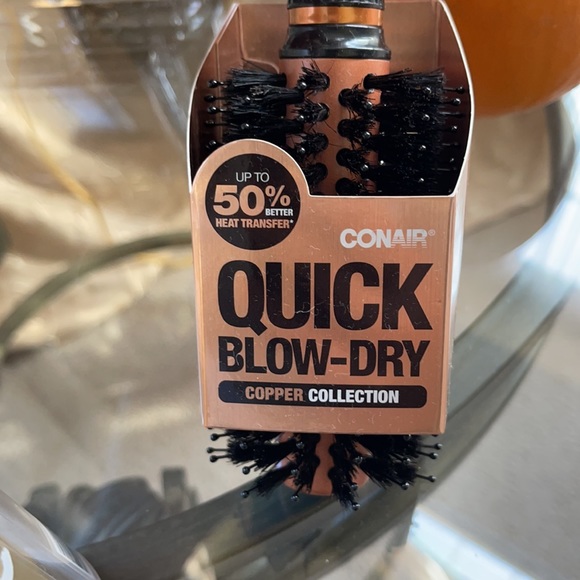 UP TO
50%
BETTER
HEAT TRANSFER*
CONAIR®
QUICK
BLOW-DRY
COPPER COLLECTION